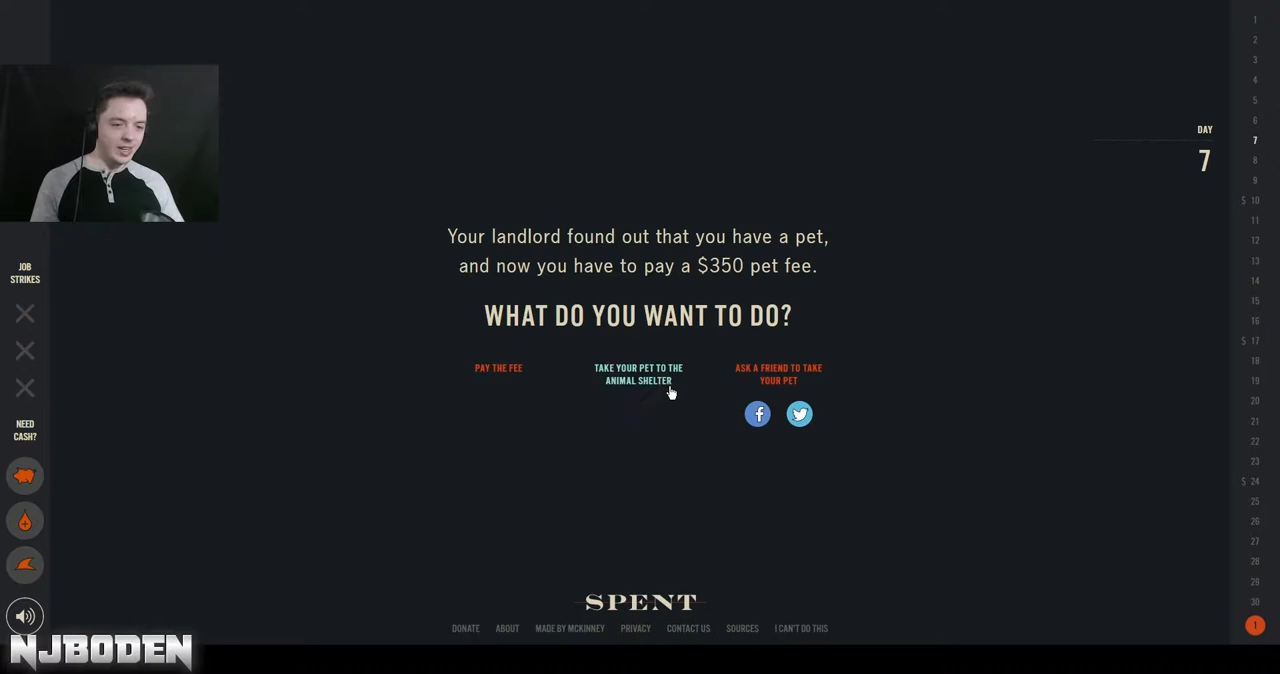 1
2
3
4
5
6
7
8
9
$ 10
11
12
13
14
15
16
$ 17
18
19
20
21
22
23
$ 24
25
26
27
28
29
30
1
DAY
7
JOB
STRIKES
NEED
CASH?
Your landlord found out that you have a pet,
and now you have to pay a $350 pet fee.
WHAT DO YOU WANT TO DO?
PAY THE FEE
TAKE YOUR PET TO THE
ANIMAL SHELTER
ASK A FRIEND TO TAKE
YOUR PET
SPENT
DONATE ABOUT MADE BY MCKINNEY PRIVACY CONTACT US SOURCES I CAN'T DO THIS
NJBODEN